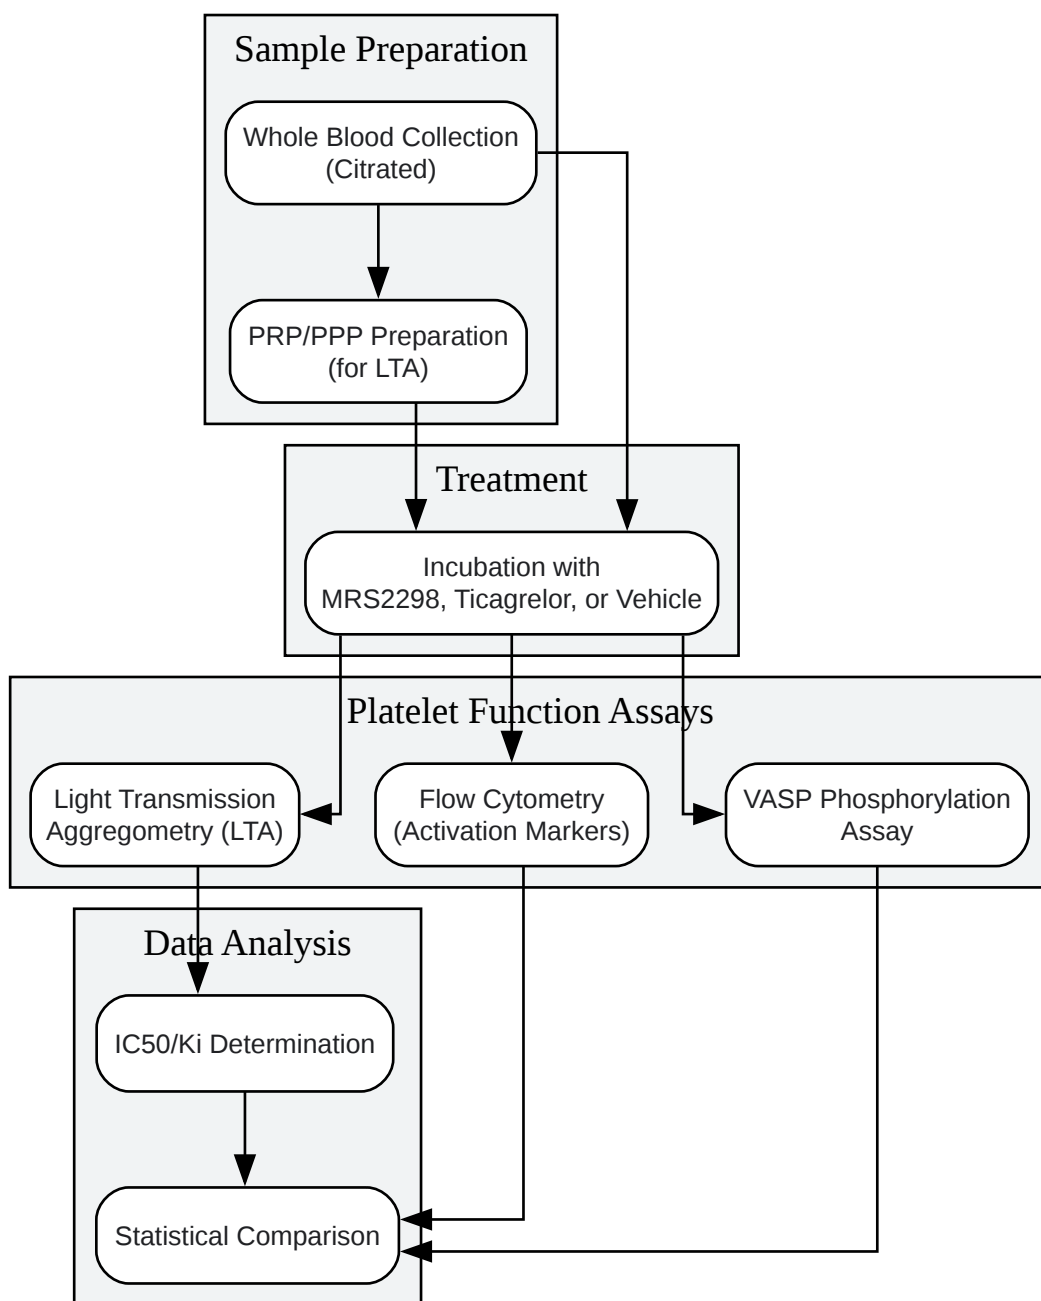 Sample Preparation
Whole Blood Collection
(Citrated)
PRP/PPP Preparation
(for LTA)
Treatment
Incubation with
MRS2298, Ticagrelor, or Vehicle
Platelet Function Assays
Light Transmission
Aggregometry (LTA)
Flow Cytometry
(Activation Markers)
VASP Phosphorylation
Assay
Data Analysis
IC50/Ki Determination
Statistical Comparison